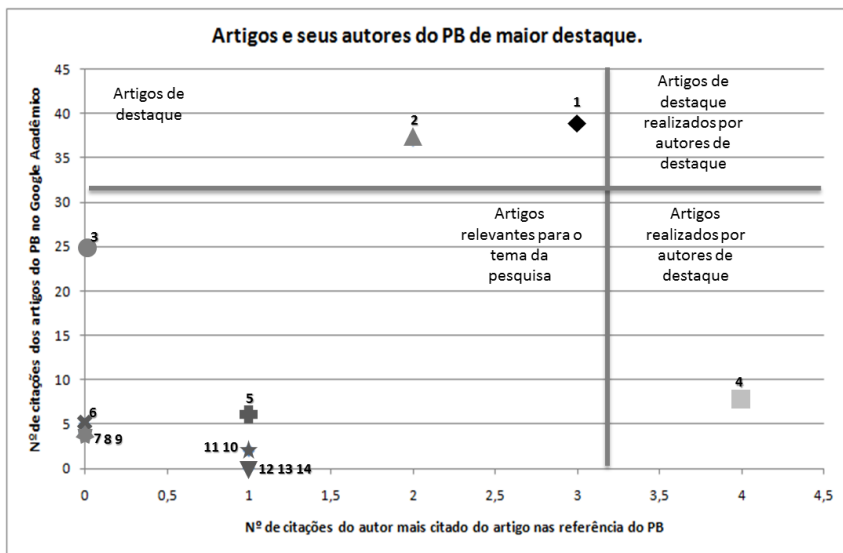 Artigos e seus autores do PB de maior destaque.
Nº de citações dos artigos do PB no Google Acadêmico
45
40
35
30
25
20
15
10
5
0
Artigos de
destaque
Artigos de
destaque
realizados por
autores de
destaque
Artigos
relevantes para o
tema da
pesquisa
Artigos
realizados por
autores de
destaque
1
2
3
4
5
6
7 8 9
11 10
12 13 14
0
0,5
1
1,5
2
2,5
3
3,5
4
4,5
Nº de citações do autor mais citado do artigo nas referência do PB